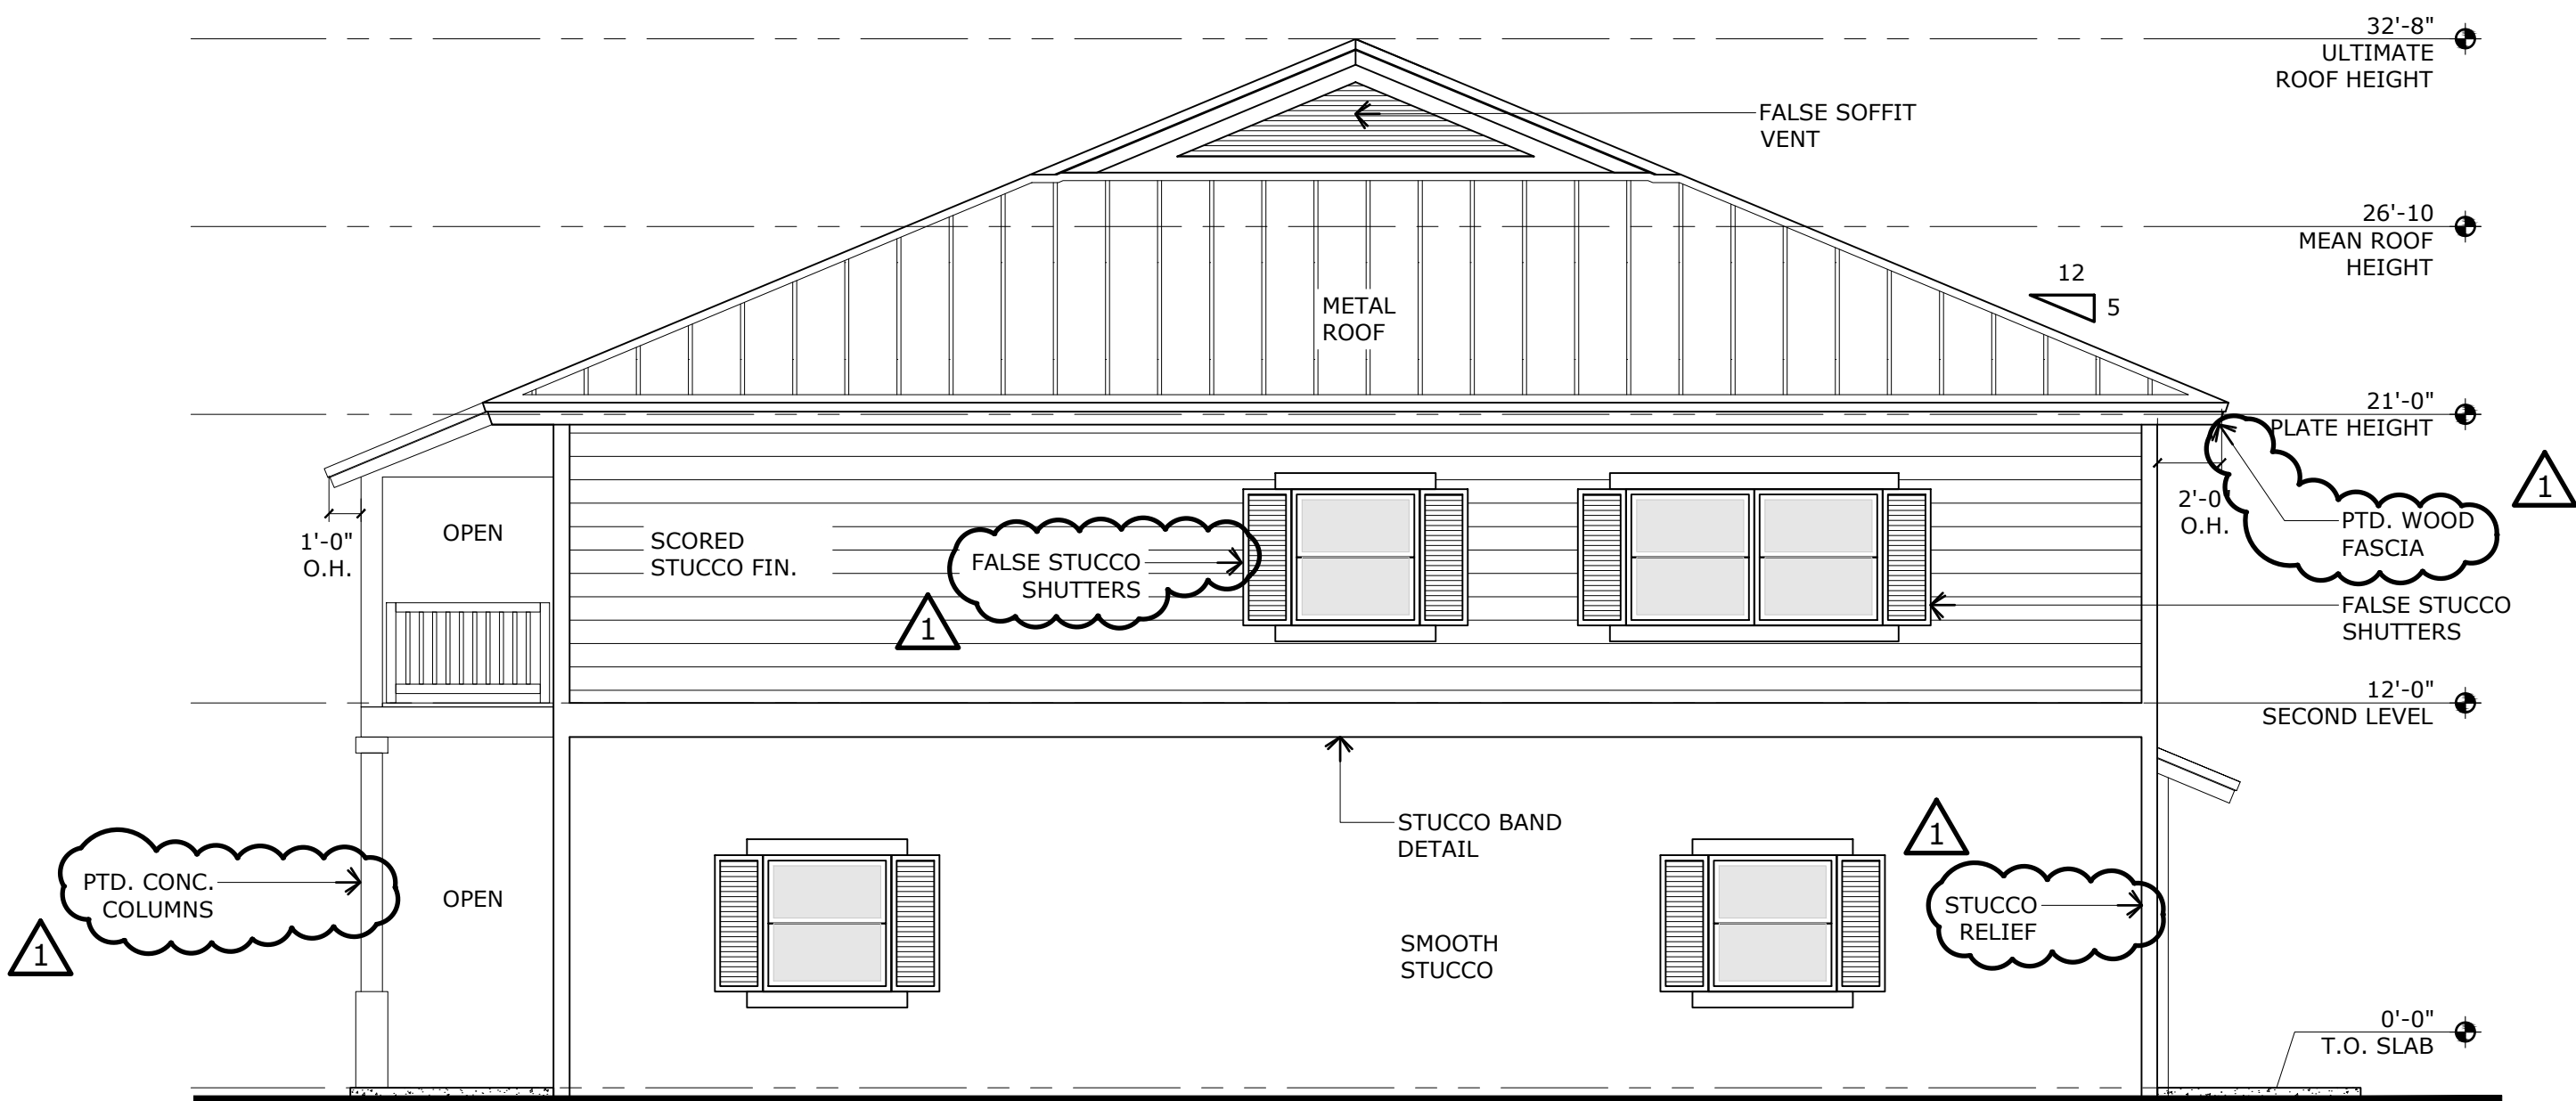 32'-8"
ULTIMATE
ROOF HEIGHT
FALSE SOFFIT
VENT
26'-10
MEAN ROOF
HEIGHT
12
5
METAL
ROOF
21'-0"
PLATE HEIGHT
1
2'-0"
O.H.
PTD. WOOD
FASCIA
1'-0"
O.H.
OPEN
SCORED
STUCCO FIN.
FALSE STUCCO
SHUTTERS
1
FALSE STUCCO
SHUTTERS
12'-0"
SECOND LEVEL
STUCCO BAND
DETAIL
1
PTD. CONC.
COLUMNS
1
OPEN
STUCCO
RELIEF
SMOOTH
STUCCO
0'-0"
T.O. SLAB